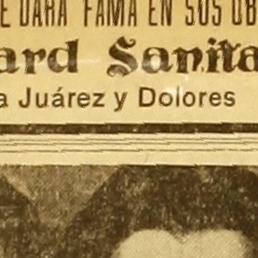 E DARA FAMA EN SUS OB
ard Sanita
a Juárez y Dolores